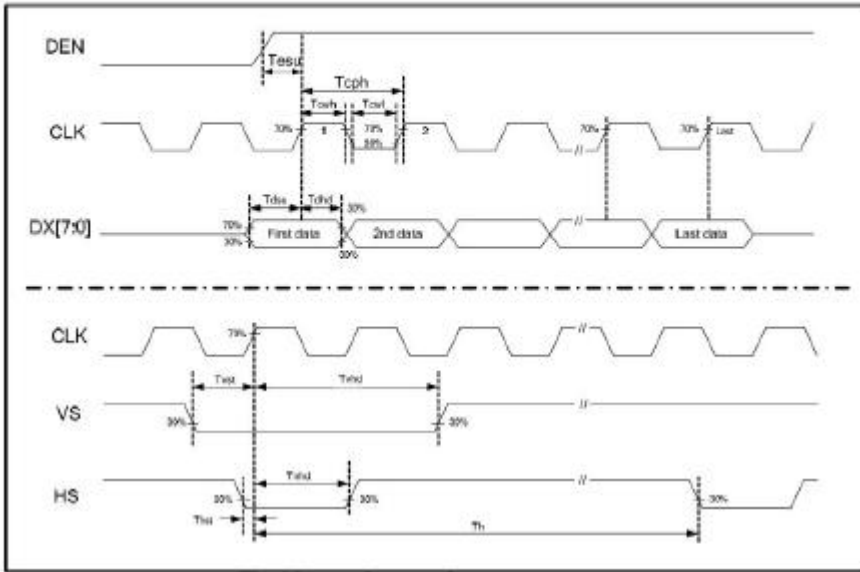 DEN
Tesu
Tcph
Tcwh
Tcwl
CLK
70%
1
70%
30%
2
70%
70%
Last
//
Tdsu
Tdhd
30%
DX[7:0]
70%
30%
First data
2nd data
//
Last data
30%
CLK
70%
//
Tvst
Tvhd
VS
30%
30%
//
Thhd
HS
30%
30%
//
30%
Thst
Th